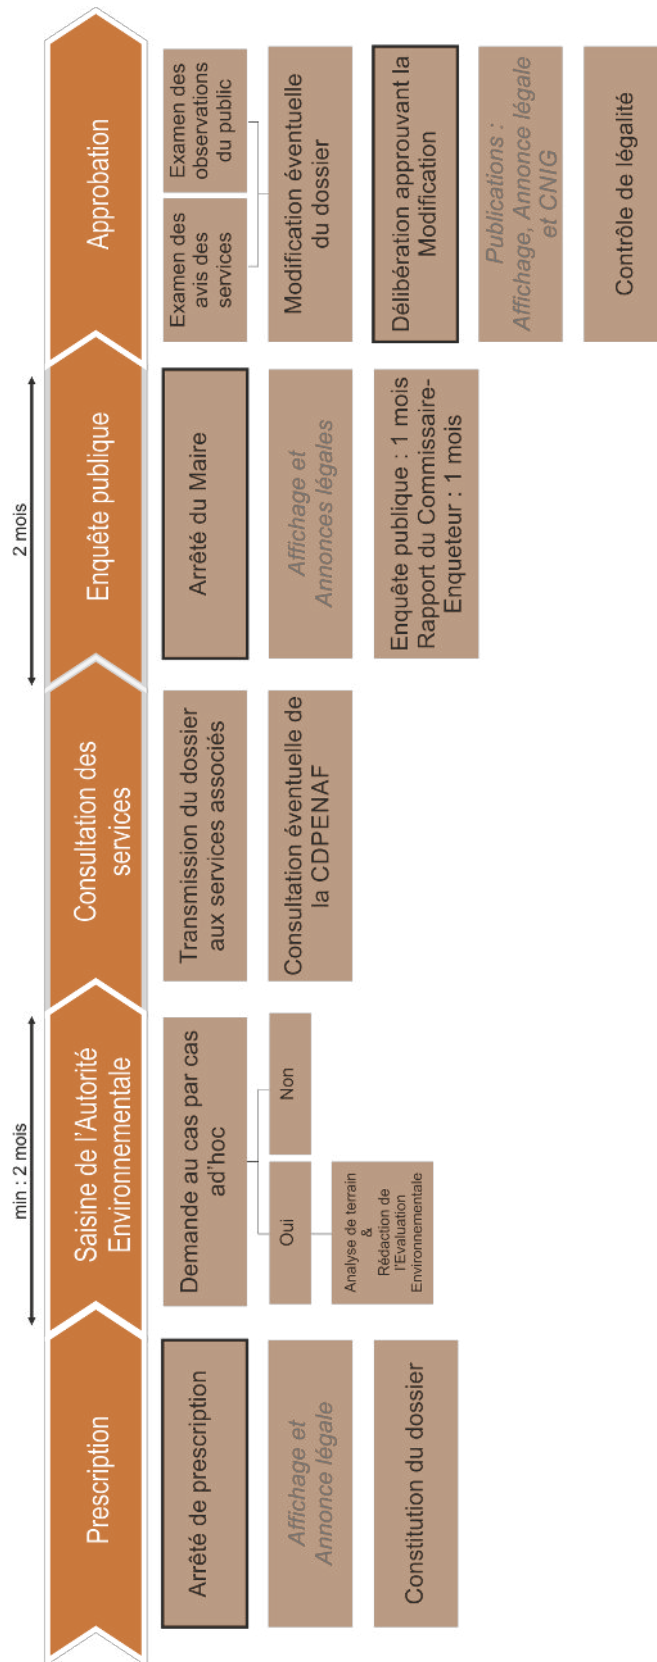 min : 2 mois
2 mois
Prescription
Saisine de l'Autorité
Environnementale
Consultation des
services
Enquête publique
Approbation
Arrêté de prescription
Affichage et
Annonce légale
Constitution du dossier
Demande au cas par cas
ad'hoc
Oui
Non
Analyse de terrain
&
Rédaction de
l'Evaluation
Environnementale
Transmission du dossier
aux services associés
Consultation éventuelle de
la CDPENAF
Arrêté du Maire
Affichage et
Annonces légales
Enquête publique : 1 mois
Rapport du Commissaire-
Enqueteur : 1 mois
Examen des
avis des
services
Examen des
observations
du public
Modification éventuelle
du dossier
Délibération approuvant la
Modification
Publications :
Affichage, Annonce légale
et CNIG
Contrôle de légalité